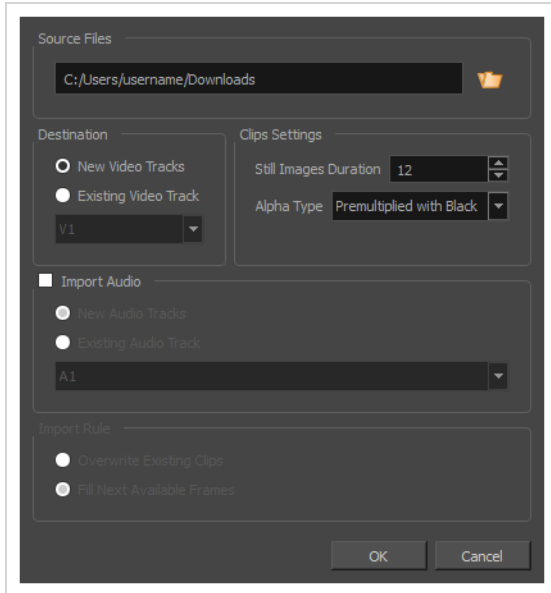 Source Files
C:/Users/username/Downloads
Destination
New Video Tracks
Existing Video Track
V1
Clips Settings
Still Images Duration 12
Alpha Type Premultiplied with Black
Import Audio
New Audio Tracks
Existing Audio Track
A1
Import Rule
Overwrite Existing Clips
Fill Next Available Frames
OK Cancel